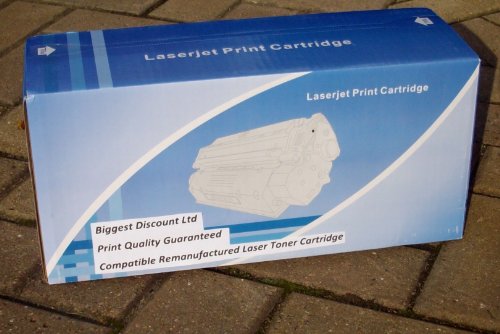 Laserjet Print Cartridge
Laserjet Print Cartridge
Biggest Discount Ltd
Print Quality Guaranteed
Compatible Remanufactured Laser Toner Cartridge